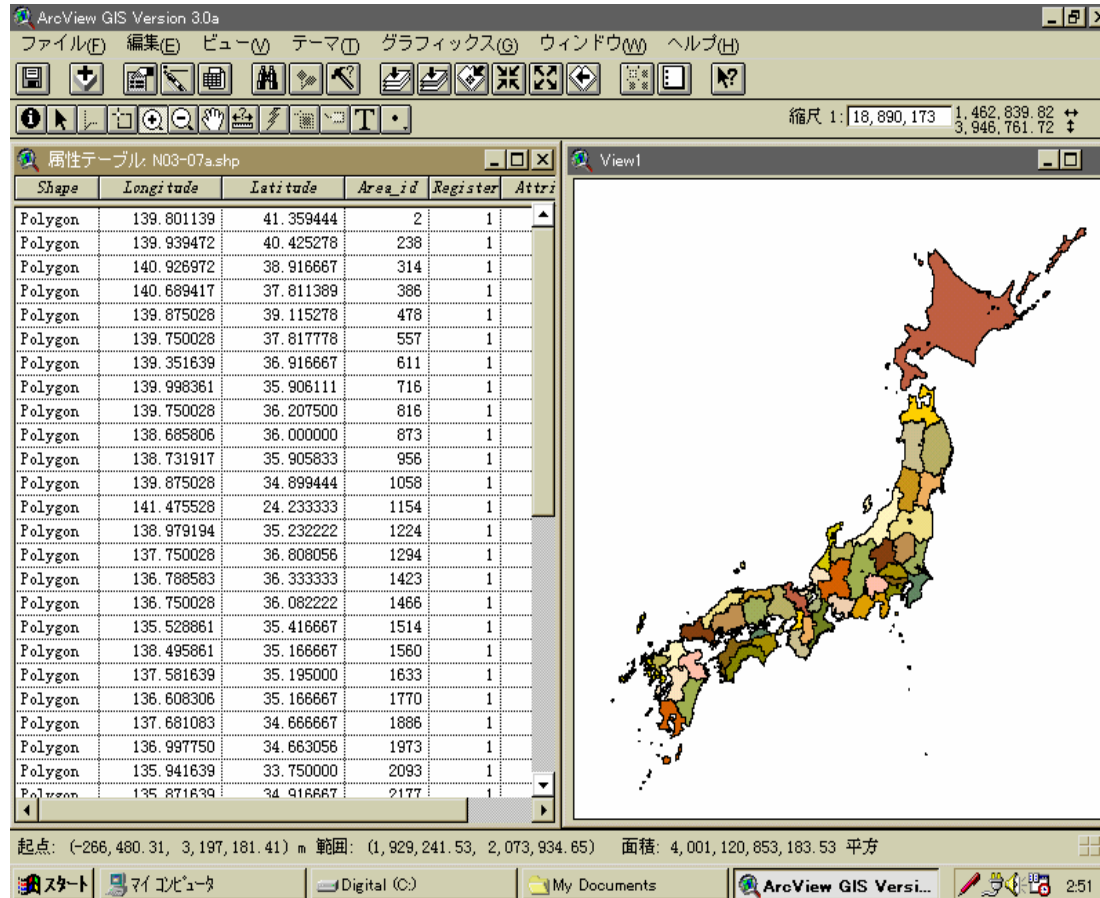 ArcView GIS Version 3.0a
ファイル(F) 編集(E) ビュー(V) テーマ(T) グラフィックス(G) ウィンドウ(W) ヘルプ(H)
縮尺 1: 18,890,173 1,462,839.82
3,946,761.72
属性テーブル: N03-07a.shp
Shape Longitude Latitude Area_id Register Attri
Polygon 139.801139 41.359444 2 1
Polygon 139.939472 40.425278 238 1
Polygon 140.926972 38.916667 314 1
Polygon 140.689417 37.811389 386 1
Polygon 139.875028 39.115278 478 1
Polygon 139.750028 37.817778 557 1
Polygon 139.351639 36.916667 611 1
Polygon 139.998361 35.906111 716 1
Polygon 139.750028 36.207500 816 1
Polygon 138.685806 36.000000 873 1
Polygon 138.731917 35.905833 956 1
Polygon 139.875028 34.899444 1058 1
Polygon 141.475528 24.233333 1154 1
Polygon 138.979194 35.232222 1224 1
Polygon 137.750028 36.808056 1294 1
Polygon 136.788583 36.333333 1423 1
Polygon 136.750028 36.082222 1466 1
Polygon 135.528861 35.416667 1514 1
Polygon 138.495861 35.166667 1560 1
Polygon 137.581639 35.195000 1633 1
Polygon 136.608306 35.166667 1770 1
Polygon 137.681083 34.666667 1886 1
Polygon 136.997750 34.663056 1973 1
Polygon 135.941639 33.750000 2093 1
Polygon 135.871639 34.916667 2177 1
View1
起点: (-266,480.31, 3,197,181.41) m 範囲: (1,929,241.53, 2,073,934.65) 面積: 4,001,120,853,183.53 平方
スタート マイ コンピュータ Digital (C:) My Documents ArcView GIS Versi... 2:51